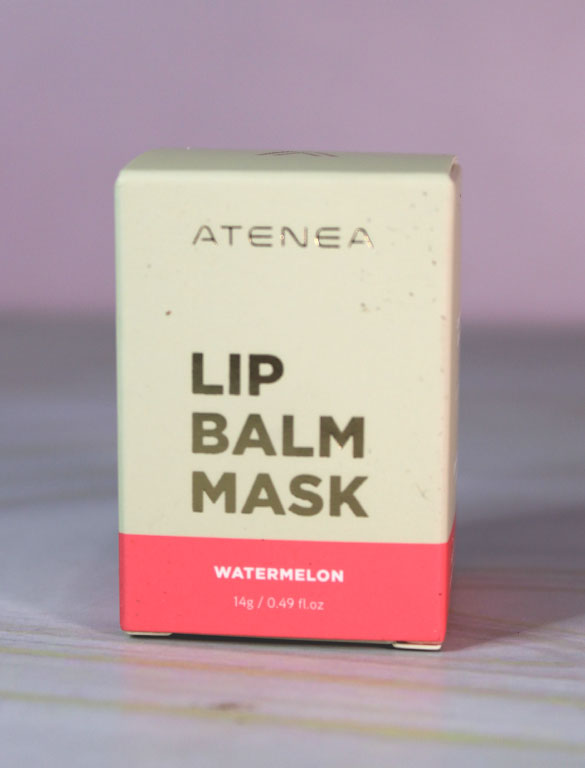 ATENEA
LIP
BALM
MASK
WATERMELON
14g / 0.49 fl.oz